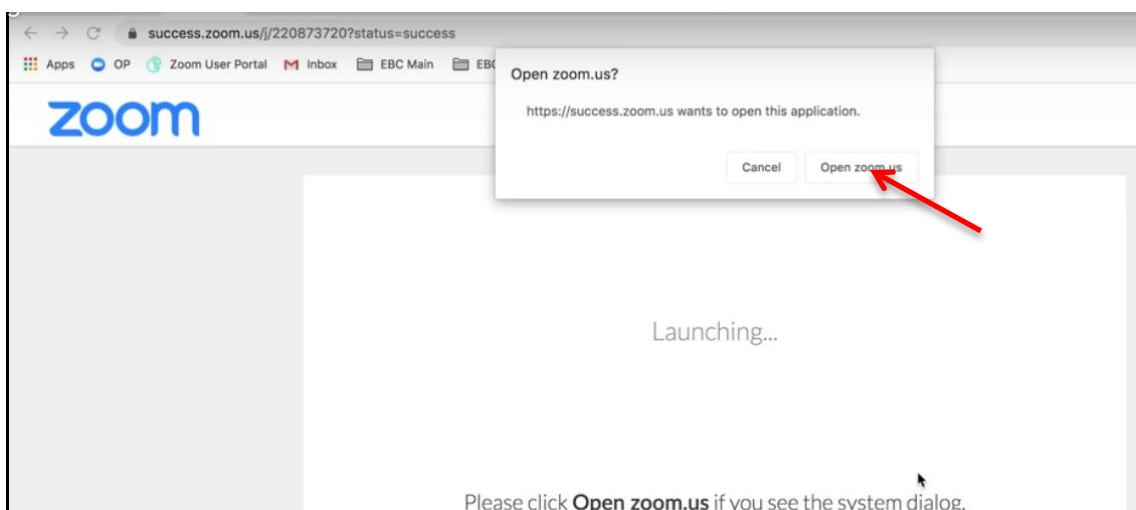 success.zoom.us/j/220873720?status=success
Apps OP Zoom User Portal Inbox EBC Main EBC
Open zoom.us?
https://success.zoom.us wants to open this application.
Cancel Open zoom.us
zoom
Launching...
Please click Open zoom.us if you see the system dialog.